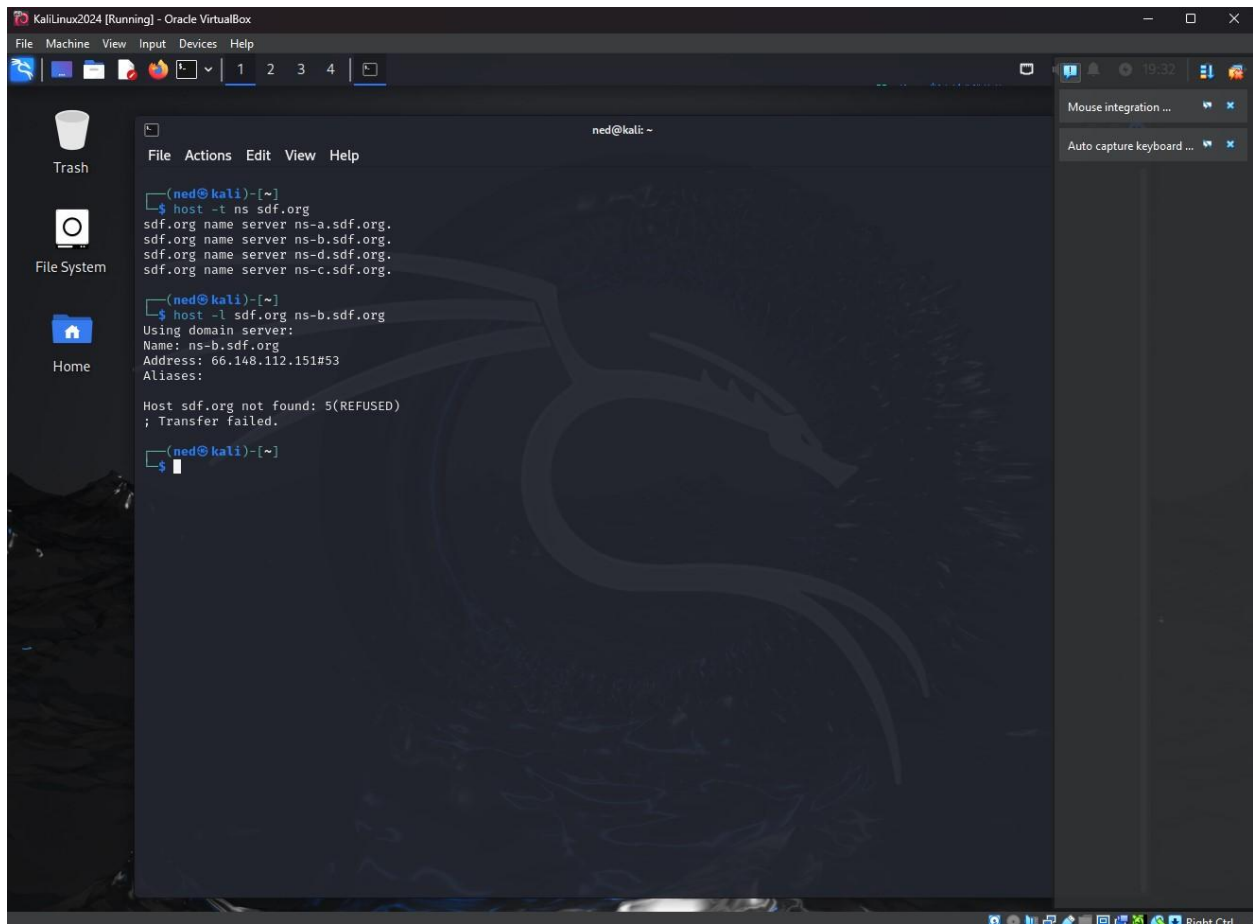 KaliLinux2024 [Running] - Oracle VirtualBox
File Machine View Input Devices Help
1 2 3 4
19:32
Mouse integration ...
Auto capture keyboard ...
Trash
File System
Home
ned@kali: ~
File Actions Edit View Help
┌──(ned㉿kali)-[~]
└─$ host -t ns sdf.org
sdf.org name server ns-a.sdf.org.
sdf.org name server ns-b.sdf.org.
sdf.org name server ns-d.sdf.org.
sdf.org name server ns-c.sdf.org.
┌──(ned㉿kali)-[~]
└─$ host -l sdf.org ns-b.sdf.org
Using domain server:
Name: ns-b.sdf.org
Address: 66.148.112.151#53
Aliases:
Host sdf.org not found: 5(REFUSED)
; Transfer failed.
┌──(ned㉿kali)-[~]
└─$
Right Ctrl